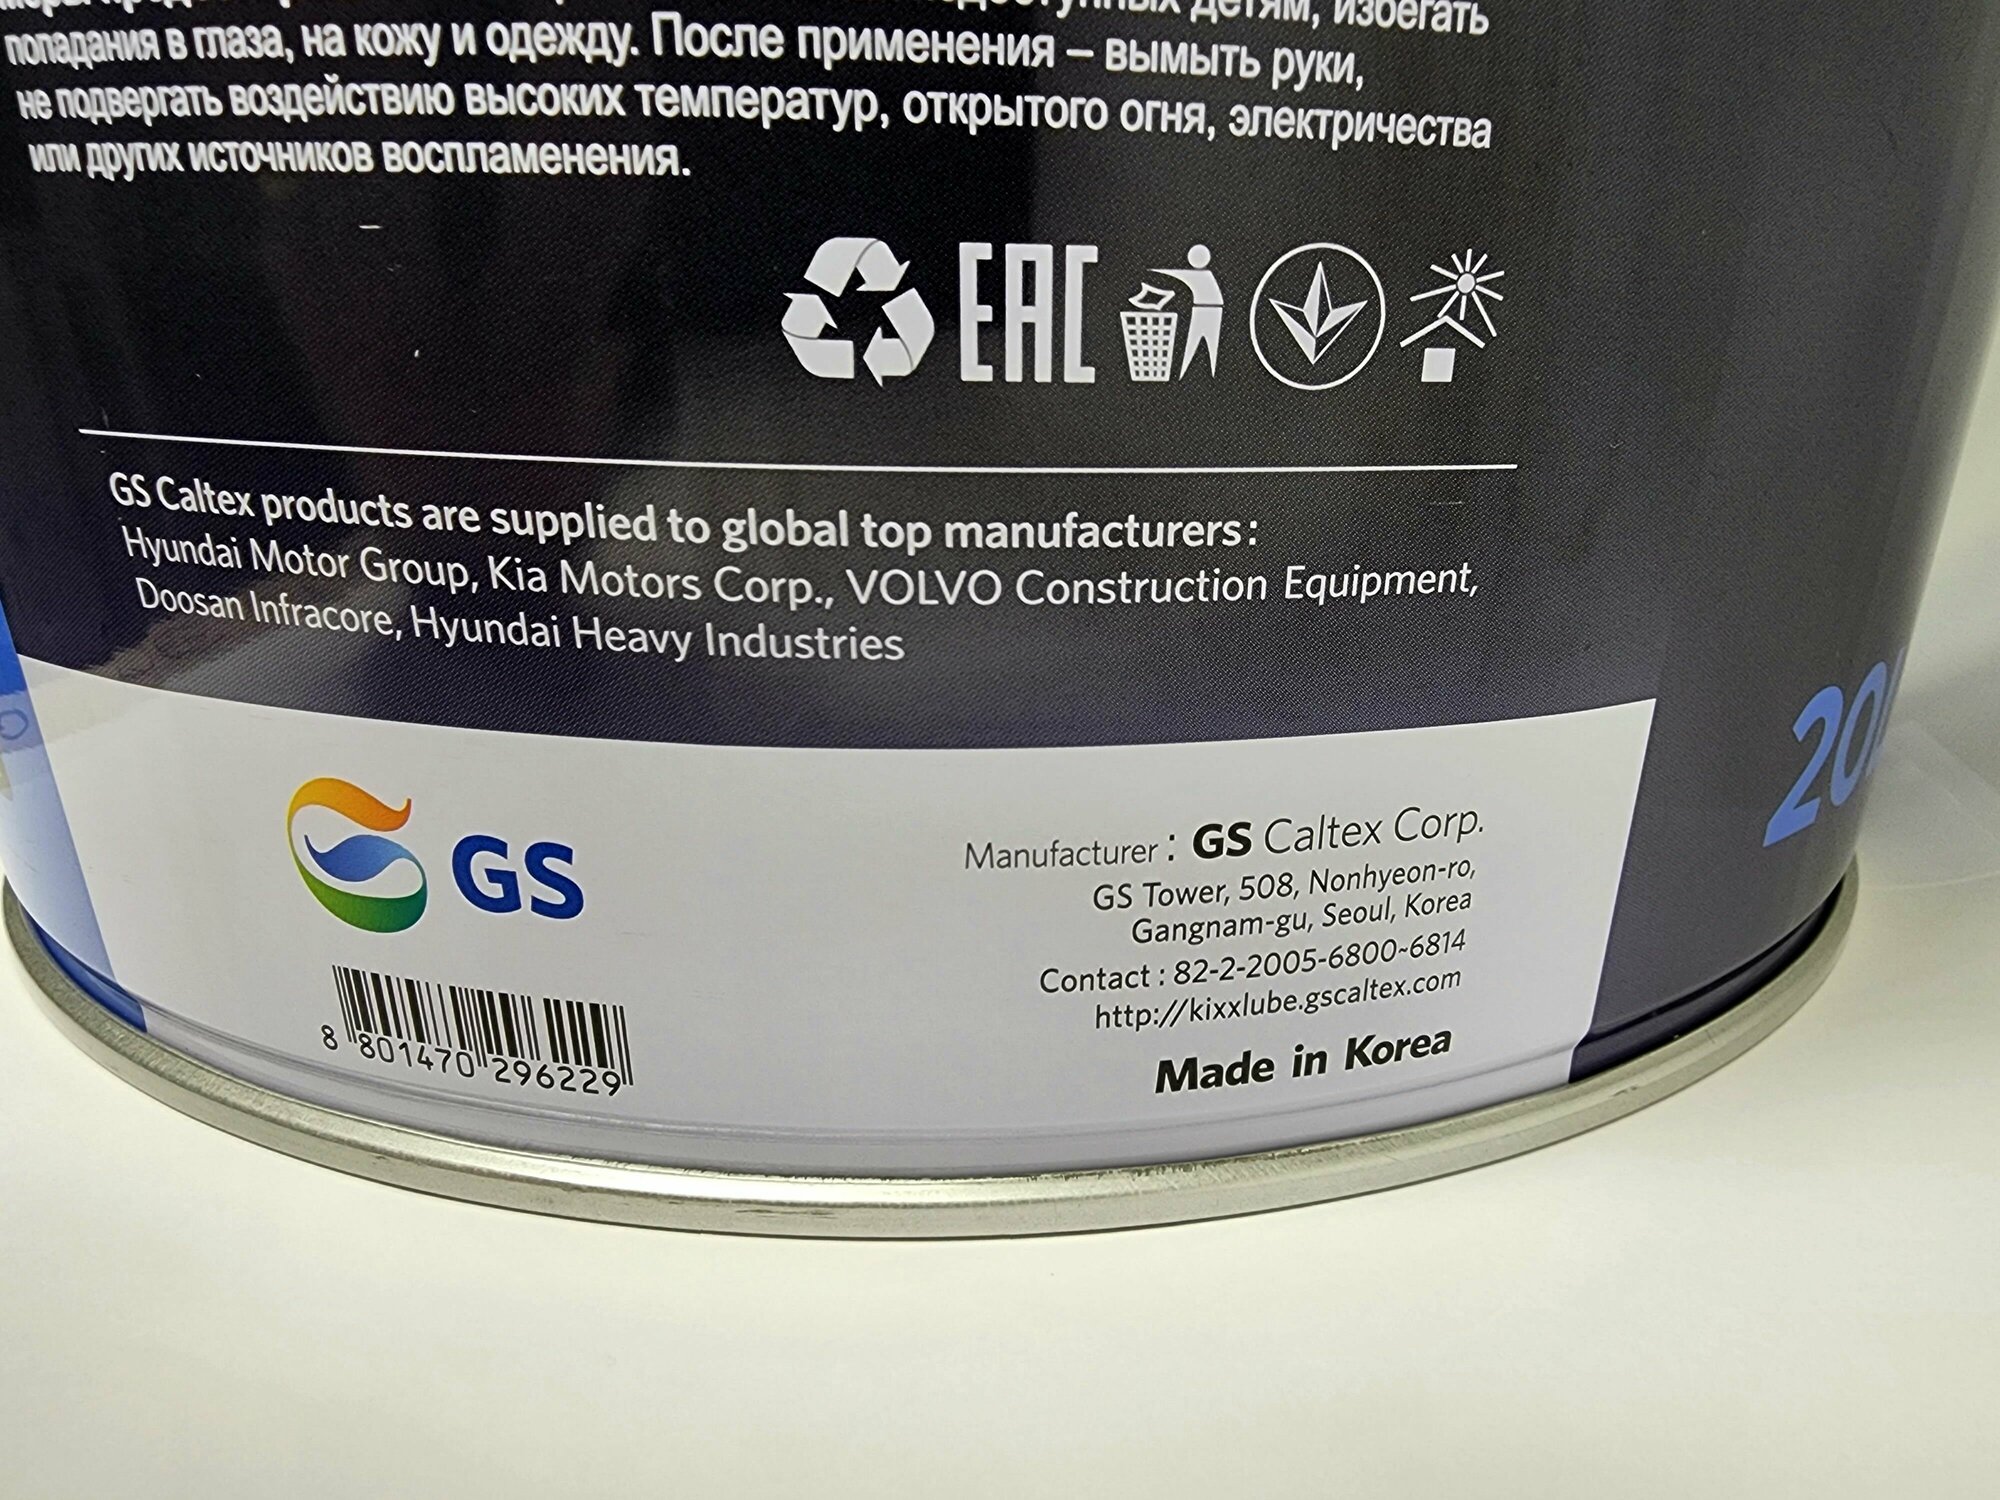 детям, избегать
попадания в глаза, на кожу и одежду. После применения – вымыть руки,
не подвергать воздействию высоких температур, открытого огня, электричества
или других источников воспламенения.
EAC
GS Caltex products are supplied to global top manufacturers:
Hyundai Motor Group, Kia Motors Corp., VOLVO Construction Equipment,
Doosan Infracore, Hyundai Heavy Industries
20
GS
Manufacturer : GS Caltex Corp.
GS Tower, 508, Nonhyeon-ro,
Gangnam-gu, Seoul, Korea
Contact : 82-2-2005-6800~6814
http://kixxlube.gscaltex.com
Made in Korea
8 801470 296229